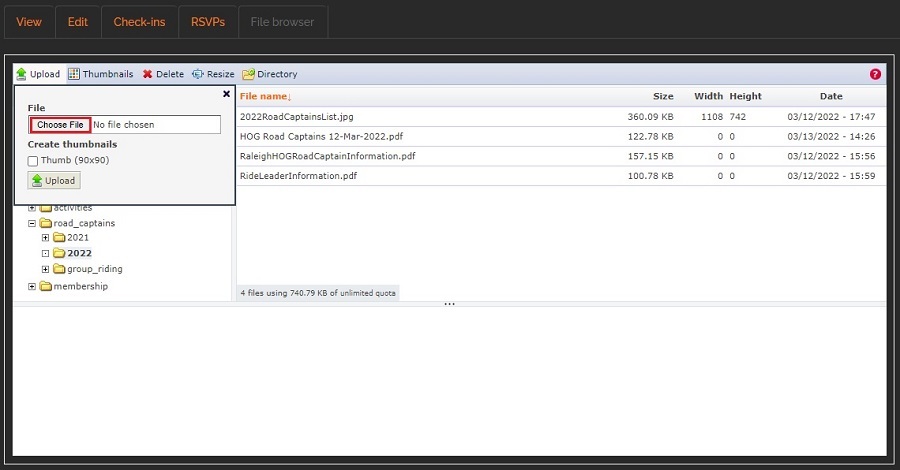 View Edit Check-ins RSVPs File browser
Upload Thumbnails Delete Resize Directory
File
Choose File No file chosen
Create thumbnails
Thumb (90x90)
Upload
activities
road_captains
2021
2022
group_riding
membership
File name↓ Size Width Height Date
2022RoadCaptainsList.jpg 360.09 KB 1108 742 03/12/2022 - 17:47
HOG Road Captains 12-Mar-2022.pdf 122.78 KB 0 0 03/13/2022 - 14:26
RaleighHOGRoadCaptainInformation.pdf 157.15 KB 0 0 03/12/2022 - 15:56
RideLeaderInformation.pdf 100.78 KB 0 0 03/12/2022 - 15:59
4 files using 740.79 KB of unlimited quota